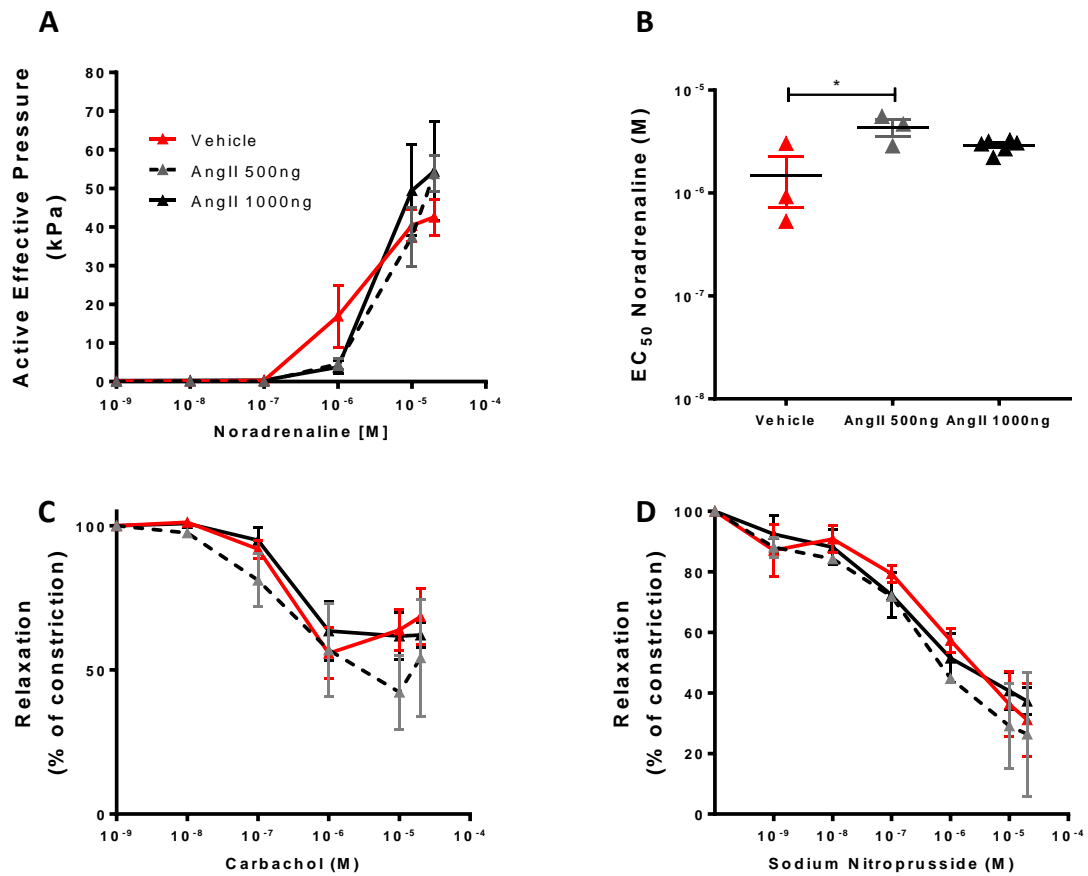 A
Active Effective Pressure
(kPa)
80
70
60
50
40
30
20
10
0
Vehicle
AngII 500ng
AngII 1000ng
10-9
10-8
10-7
10-6
10-5
10-4
Noradrenaline [M]
B
EC50 Noradrenaline (M)
10-5
10-6
10-7
10-8
*
Vehicle
AngII 500ng
AngII 1000ng
C
Relaxation
(% of constriction)
100
50
0
10-9
10-8
10-7
10-6
10-5
10-4
Carbachol (M)
D
Relaxation
(% of constriction)
100
80
60
40
20
0
10-9
10-8
10-7
10-6
10-5
10-4
Sodium Nitroprusside (M)